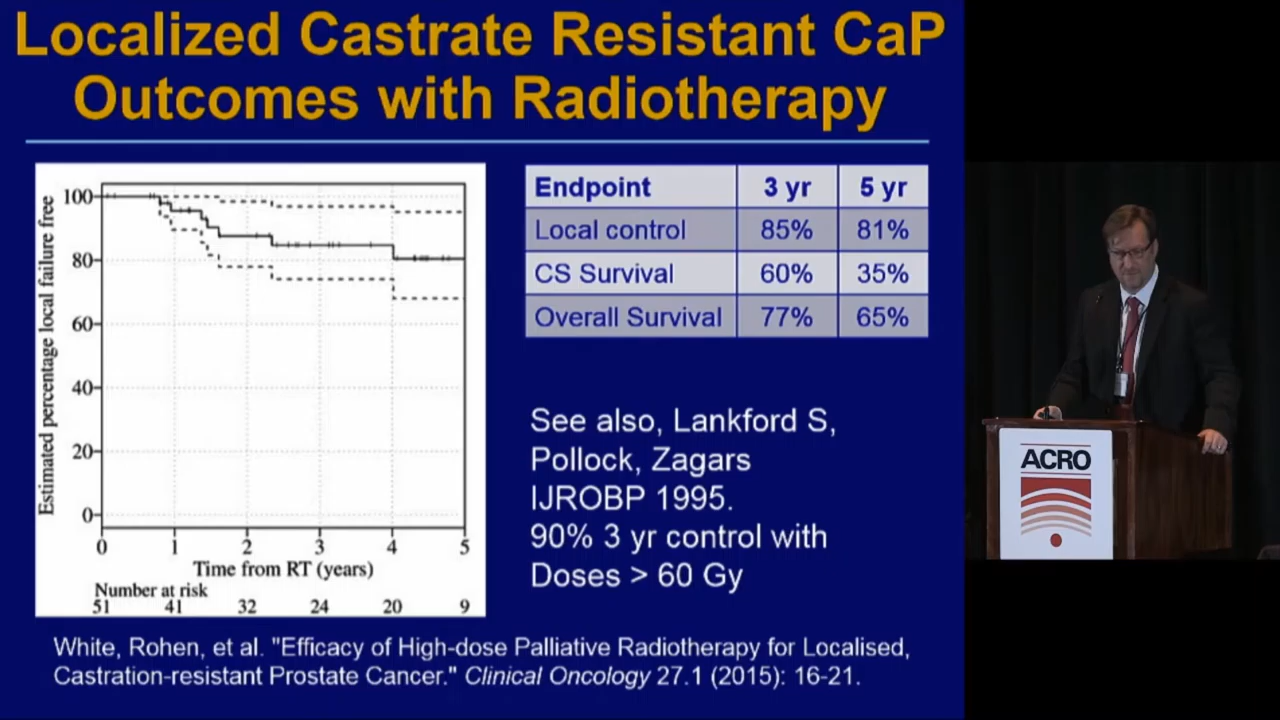 Localized Castrate Resistant CaP
Outcomes with Radiotherapy
Estimated percentage local failure free
100
80
60
40
20
0
0 1 2 3 4 5
Time from RT (years)
Number at risk
51 41 32 24 20 9
Endpoint 3 yr 5 yr
Local control 85% 81%
CS Survival 60% 35%
Overall Survival 77% 65%
See also, Lankford S,
Pollock, Zagars
IJROBP 1995.
90% 3 yr control with
Doses > 60 Gy
White, Rohen, et al. "Efficacy of High-dose Palliative Radiotherapy for Localised,
Castration-resistant Prostate Cancer." Clinical Oncology 27.1 (2015): 16-21.
ACRO